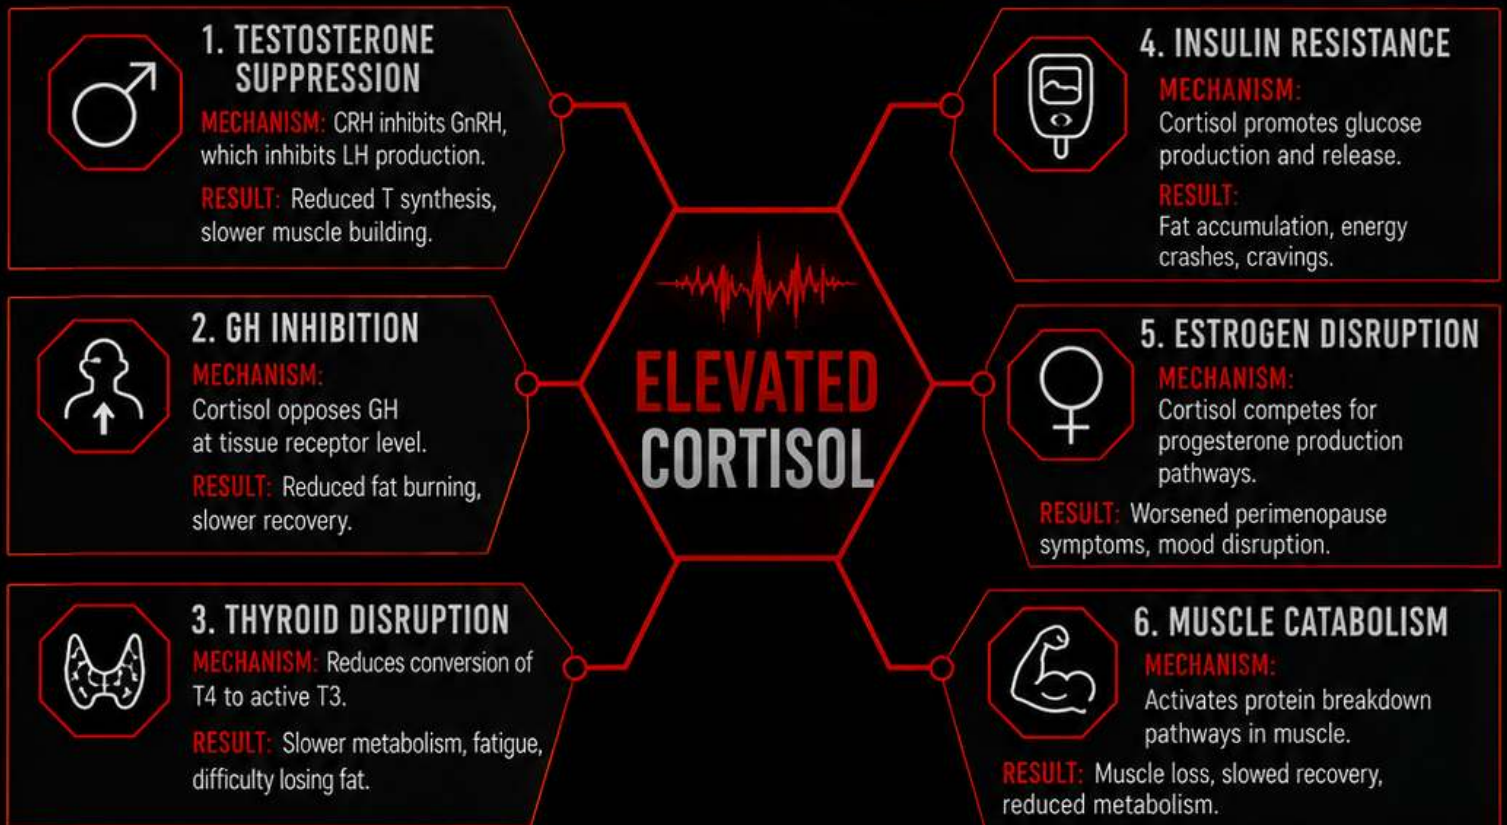 1. TESTOSTERONE
SUPPRESSION
MECHANISM: CRH inhibits GnRH,
which inhibits LH production.
RESULT: Reduced T synthesis,
slower muscle building.
2. GH INHIBITION
MECHANISM:
Cortisol opposes GH
at tissue receptor level.
RESULT: Reduced fat burning,
slower recovery.
3. THYROID DISRUPTION
MECHANISM: Reduces conversion of
T4 to active T3.
RESULT: Slower metabolism, fatigue,
difficulty losing fat.
ELEVATED
CORTISOL
4. INSULIN RESISTANCE
MECHANISM:
Cortisol promotes glucose
production and release.
RESULT:
Fat accumulation, energy
crashes, cravings.
5. ESTROGEN DISRUPTION
MECHANISM:
Cortisol competes for
progesterone production
pathways.
RESULT: Worsened perimenopause
symptoms, mood disruption.
6. MUSCLE CATABOLISM
MECHANISM:
Activates protein breakdown
pathways in muscle.
RESULT: Muscle loss, slowed recovery,
reduced metabolism.